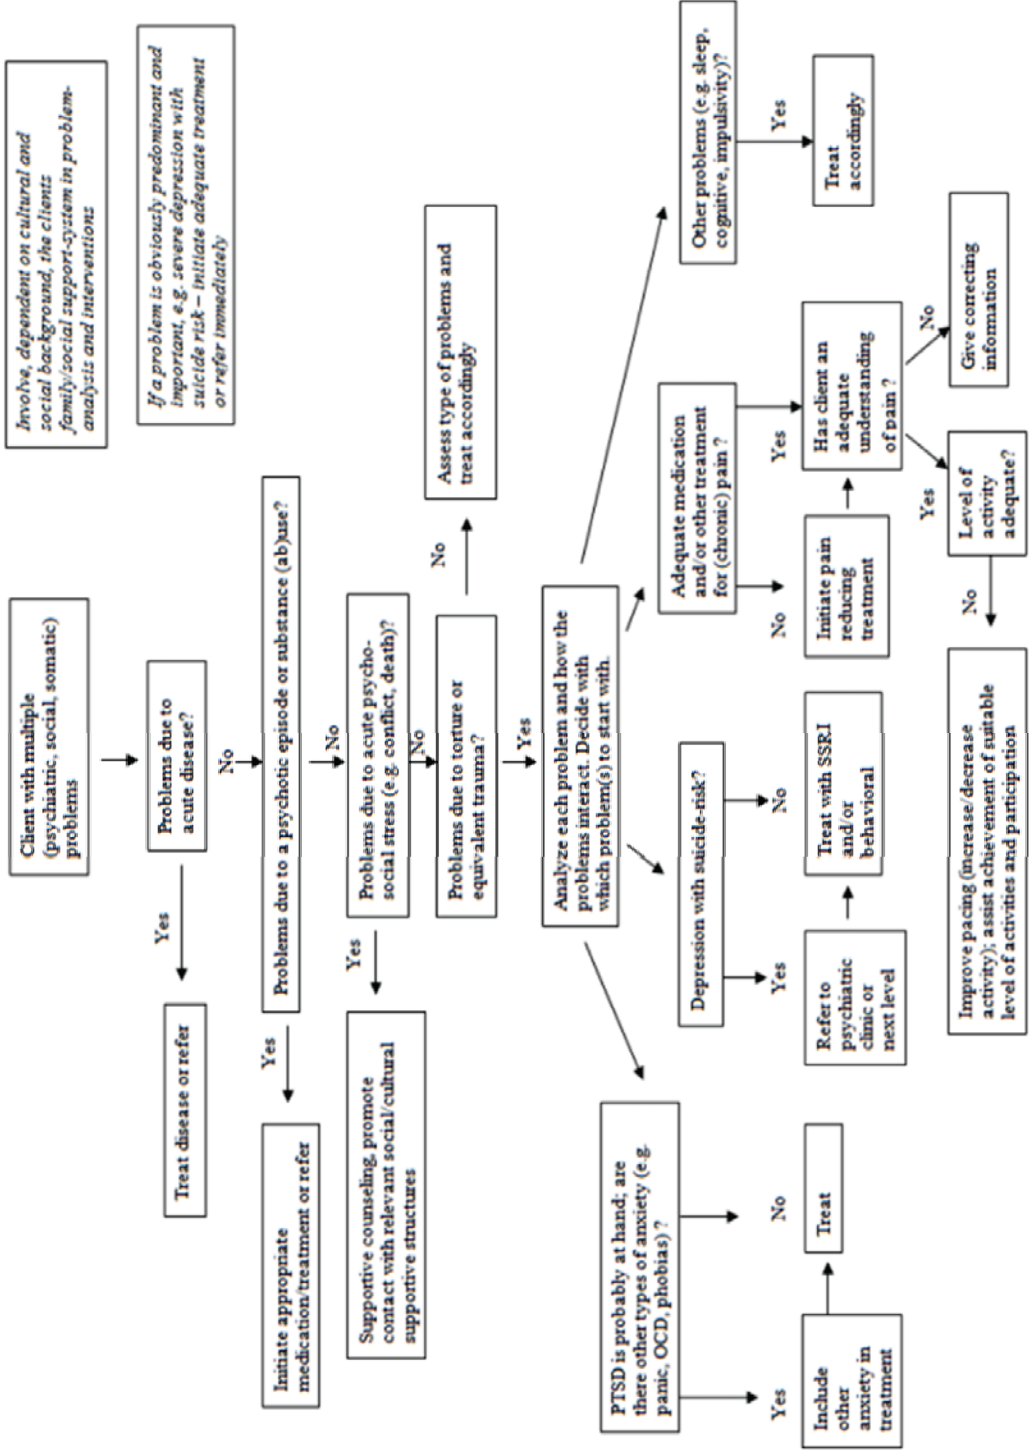 Client with multiple
(psychiatric, social, somatic)
problems
Involve, dependent on cultural and
social background, the clients
family/social support-system in problem-
analysis and interventions
Treat disease or refer
Yes
Problems due to
acute disease?
If a problem is obviously predominant and
important, e.g. severe depression with
suicide risk – initiate adequate treatment
or refer immediately
No
Initiate appropriate
medication/treatment or refer
Yes
Problems due to a psychotic episode or substance (ab)use?
No
Supportive counseling, promote
contact with relevant social/cultural
supportive structures
Yes
Problems due to acute psycho-
social stress (e.g. conflict, death)?
No
Problems due to torture or
equivalent trauma?
No
Assess type of problems and
treat accordingly
Yes
Analyze each problem and how the
problems interact. Decide with
which problem(s) to start with.
PTSD is probably at hand; are
there other types of anxiety (e.g.
panic, OCD, phobias) ?
Depression with suicide-risk?
Adequate medication
and/or other treatment
for (chronic) pain ?
Other problems (e.g. sleep,
cognitive, impulsivity)?
Yes
No
Yes
No
No
Yes
Yes
Include
other
anxiety in
treatment
Treat
Refer to
psychiatric
clinic or
next level
Treat with SSRI
and/or
behavioral
Initiate pain
reducing
treatment
Has client an
adequate
understanding
of pain ?
Treat
accordingly
Yes
No
Improve pacing (increase/decrease
activity); assist achievement of suitable
level of activities and participation
No
Level of
activity
adequate?
Give correcting
information